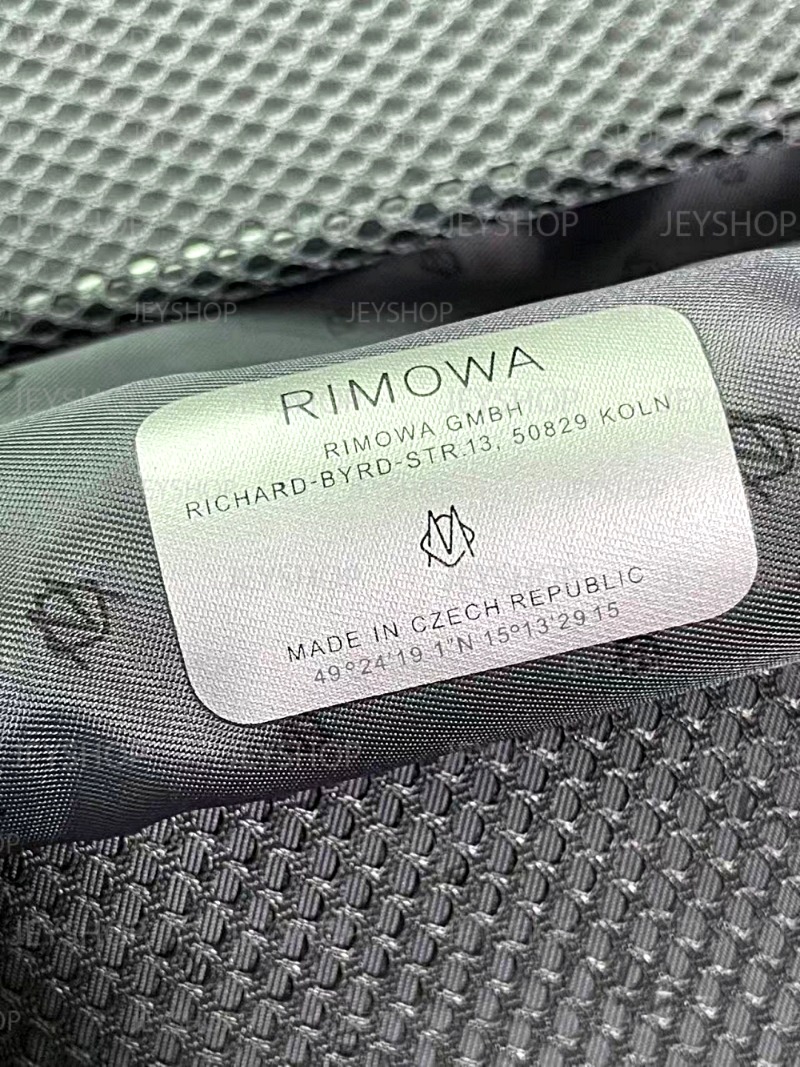 JEYSHOP
JEYSHOP
JEYSHOP
JEYSHOP
RIMOWA
RIMOWA GMBH
RICHARD-BYRD-STR.13, 50829 KOLN
MADE IN CZECH REPUBLIC
49°24'19 1"N 15°13'29 15